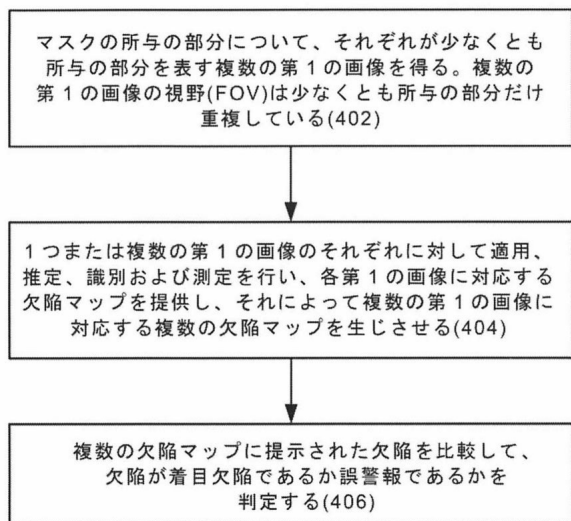 マスクの所与の部分について、それぞれが少なくとも
所与の部分を表す複数の第１の画像を得る。複数の
第１の画像の視野(FOV)は少なくとも所与の部分だけ
重複している(402)
１つまたは複数の第１の画像のそれぞれに対して適用、
推定、識別および測定を行い、各第１の画像に対応する
欠陥マップを提供し、それによって複数の第１の画像に
対応する複数の欠陥マップを生じさせる(404)
複数の欠陥マップに提示された欠陥を比較して、
欠陥が着目欠陥であるか誤警報であるかを
判定する(406)